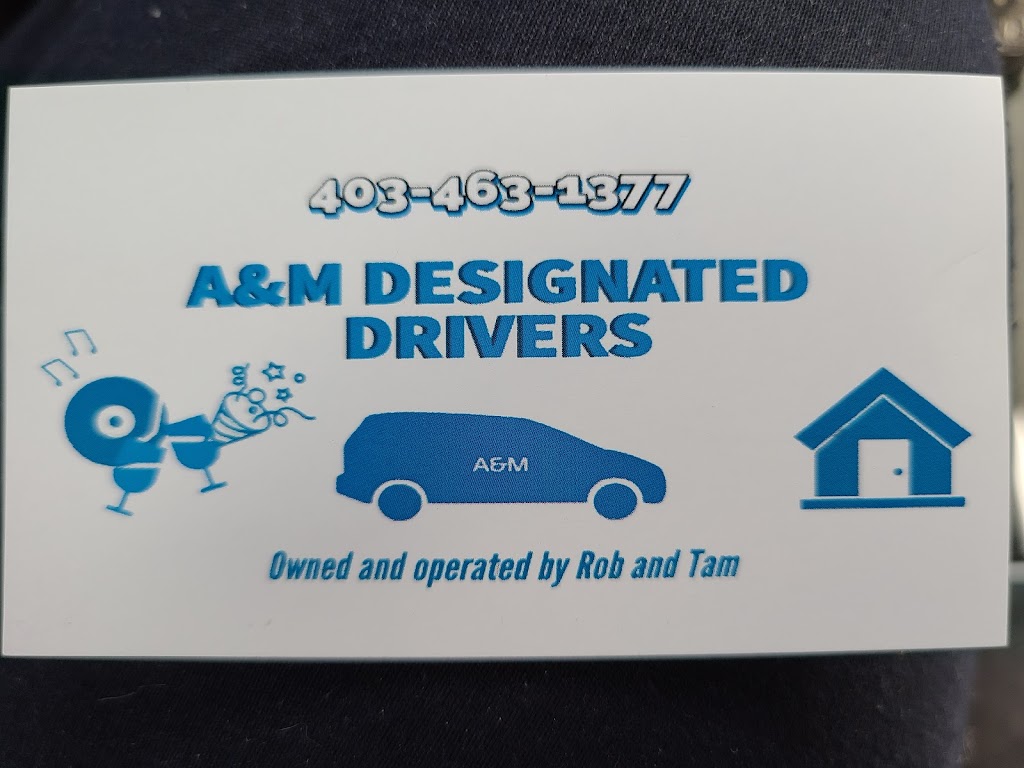 403-463-1377
A&M DESIGNATED
DRIVERS
A&M
Owned and operated by Rob and Tam